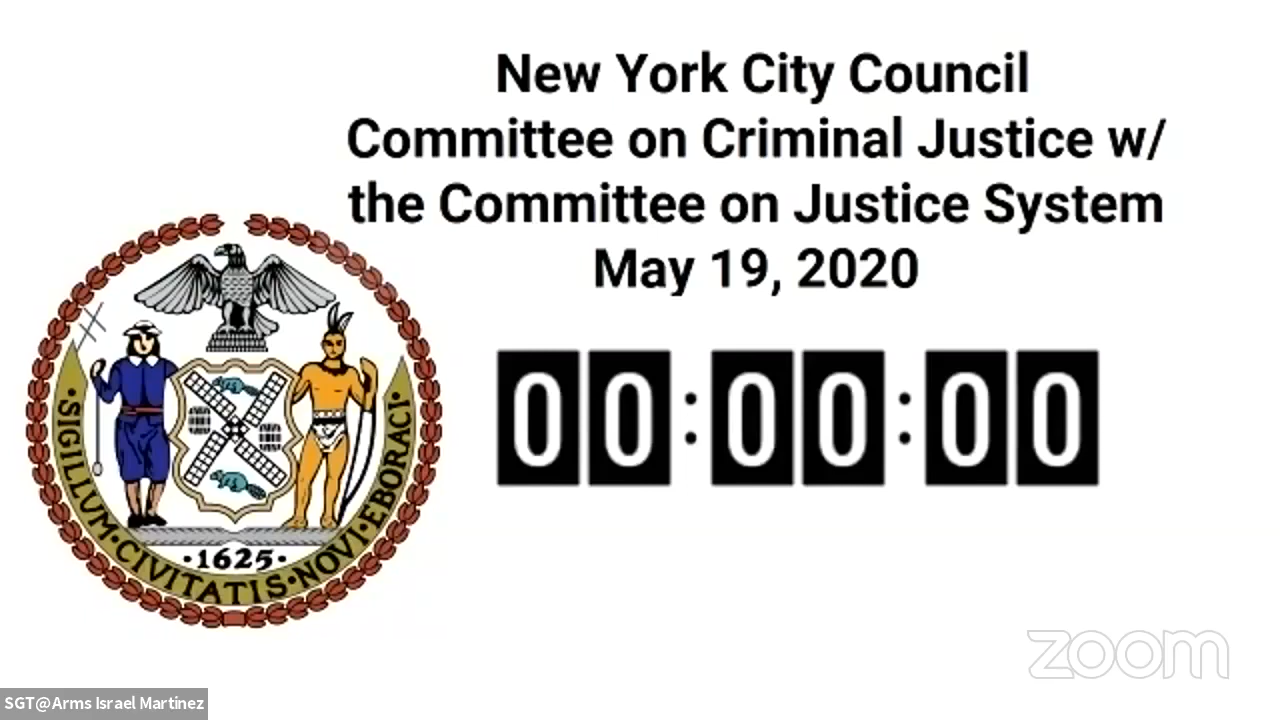 New York City Council
Committee on Criminal Justice w/
the Committee on Justice System
May 19, 2020
00:00:00
·SIGILLUM·CIVITATIS·NOVI·EBORACI·
·1625·
zoom
SGT@Arms Israel Martinez